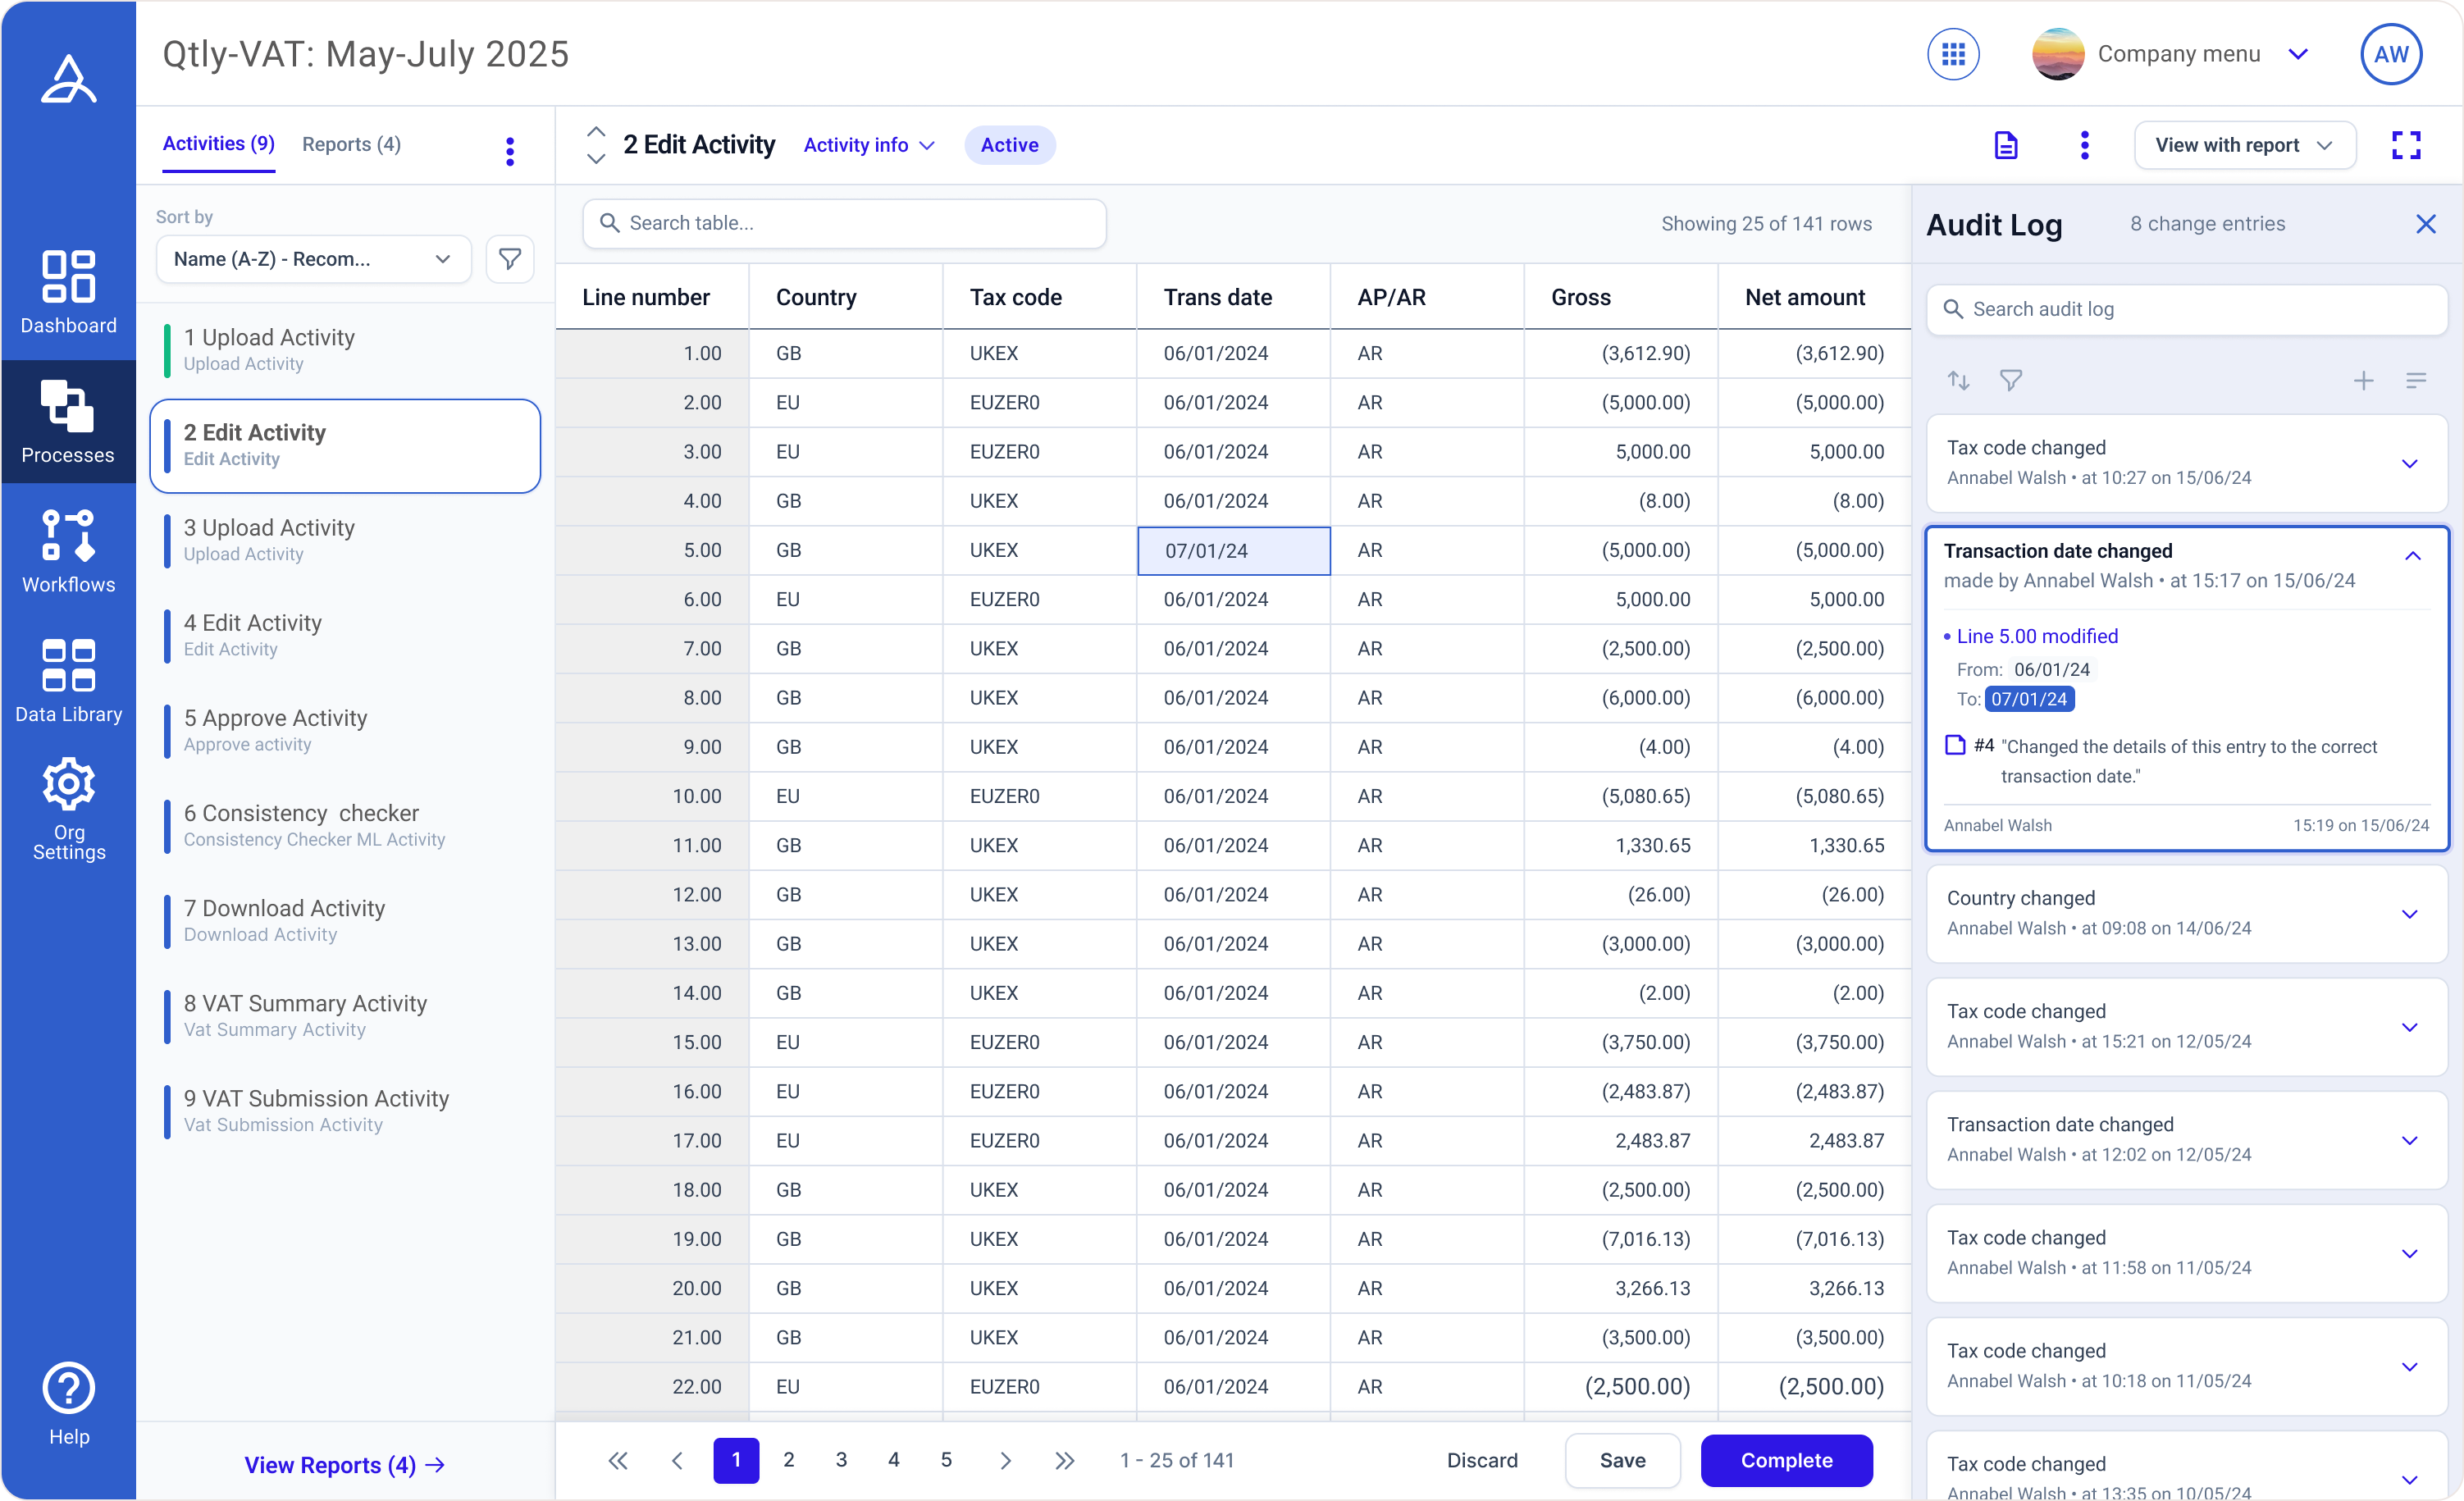 Qtly-VAT: May-July 2025
Company menu
AW
Dashboard
Processes
Workflows
Data Library
Org
Settings
Help
Activities (9) Reports (4)
Sort by
Name (A-Z) - Recom...
1 Upload Activity
Upload Activity
2 Edit Activity
Edit Activity
3 Upload Activity
Upload Activity
4 Edit Activity
Edit Activity
5 Approve Activity
Approve activity
6 Consistency checker
Consistency Checker ML Activity
7 Download Activity
Download Activity
8 VAT Summary Activity
Vat Summary Activity
9 VAT Submission Activity
Vat Submission Activity
View Reports (4)
2 Edit Activity Activity info Active
View with report
Search table...
Showing 25 of 141 rows
Line number Country Tax code Trans date AP/AR Gross Net amount
1.00 GB UKEX 06/01/2024 AR (3,612.90) (3,612.90)
2.00 EU EUZERO 06/01/2024 AR (5,000.00) (5,000.00)
3.00 EU EUZERO 06/01/2024 AR 5,000.00 5,000.00
4.00 GB UKEX 06/01/2024 AR (8.00) (8.00)
5.00 GB UKEX 07/01/24 AR (5,000.00) (5,000.00)
6.00 EU EUZERO 06/01/2024 AR 5,000.00 5,000.00
7.00 GB UKEX 06/01/2024 AR (2,500.00) (2,500.00)
8.00 GB UKEX 06/01/2024 AR (6,000.00) (6,000.00)
9.00 GB UKEX 06/01/2024 AR (4.00) (4.00)
10.00 EU EUZERO 06/01/2024 AR (5,080.65) (5,080.65)
11.00 GB UKEX 06/01/2024 AR 1,330.65 1,330.65
12.00 GB UKEX 06/01/2024 AR (26.00) (26.00)
13.00 GB UKEX 06/01/2024 AR (3,000.00) (3,000.00)
14.00 GB UKEX 06/01/2024 AR (2.00) (2.00)
15.00 EU EUZERO 06/01/2024 AR (3,750.00) (3,750.00)
16.00 EU EUZERO 06/01/2024 AR (2,483.87) (2,483.87)
17.00 EU EUZERO 06/01/2024 AR 2,483.87 2,483.87
18.00 GB UKEX 06/01/2024 AR (2,500.00) (2,500.00)
19.00 GB UKEX 06/01/2024 AR (7,016.13) (7,016.13)
20.00 GB UKEX 06/01/2024 AR 3,266.13 3,266.13
21.00 GB UKEX 06/01/2024 AR (3,500.00) (3,500.00)
22.00 EU EUZERO 06/01/2024 AR (2,500.00) (2,500.00)
1 2 3 4 5 1 - 25 of 141 Discard Save Complete
Audit Log 8 change entries
Search audit log
Tax code changed
Annabel Walsh • at 10:27 on 15/06/24
Transaction date changed
made by Annabel Walsh • at 15:17 on 15/06/24
• Line 5.00 modified
From: 06/01/24
To: 07/01/24
#4 "Changed the details of this entry to the correct
transaction date."
Annabel Walsh 15:19 on 15/06/24
Country changed
Annabel Walsh • at 09:08 on 14/06/24
Tax code changed
Annabel Walsh • at 15:21 on 12/05/24
Transaction date changed
Annabel Walsh • at 12:02 on 12/05/24
Tax code changed
Annabel Walsh • at 11:58 on 11/05/24
Tax code changed
Annabel Walsh • at 10:18 on 11/05/24
Tax code changed
Annabel Walsh • at 13:35 on 10/05/24